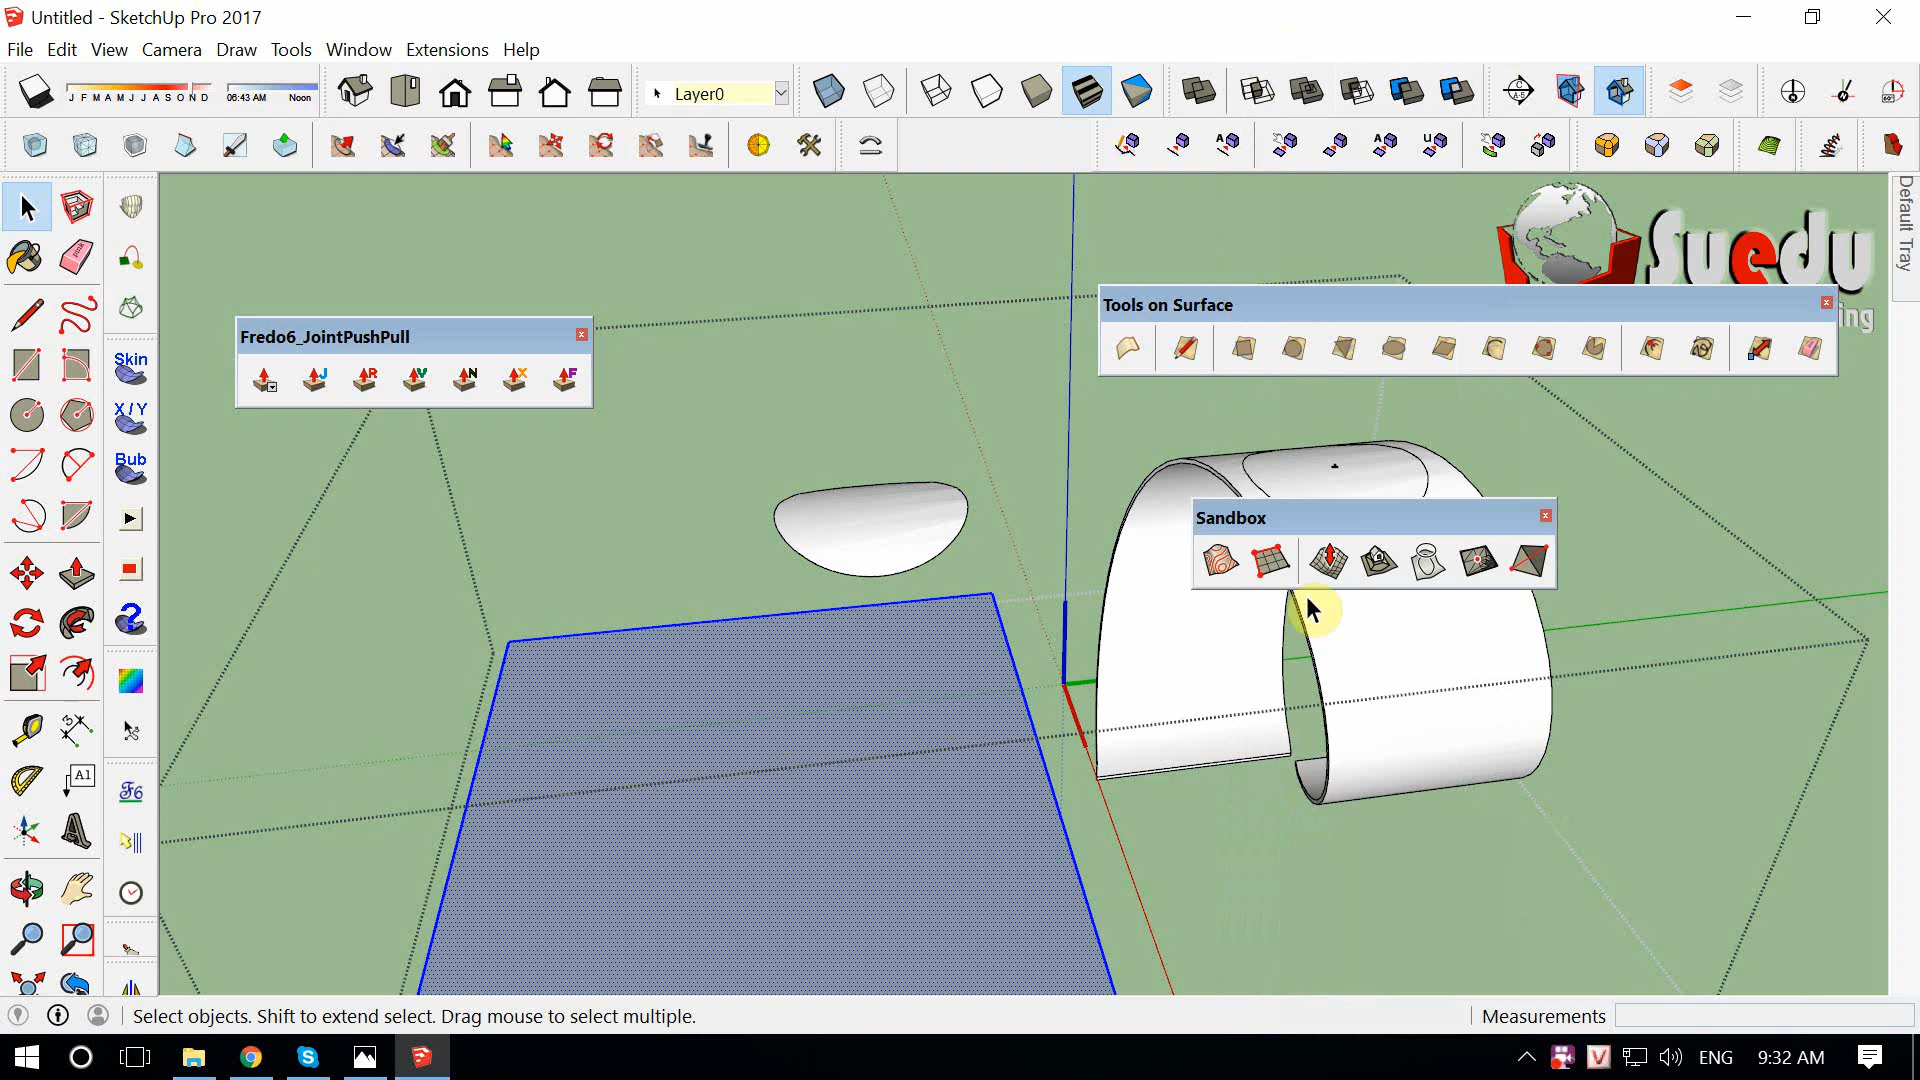 Untitled - SketchUp Pro 2017
File Edit View Camera Draw Tools Window Extensions Help
J F M A M J J A S O N D
06:43 AM Noon
Layer0
Default Tray
Suedu
ing
Tools on Surface
Fredo6_JointPushPull
J R V N X F
Skin
X / Y
Bub
Sandbox
A1
Select objects. Shift to extend select. Drag mouse to select multiple.
Measurements
ENG 9:32 AM